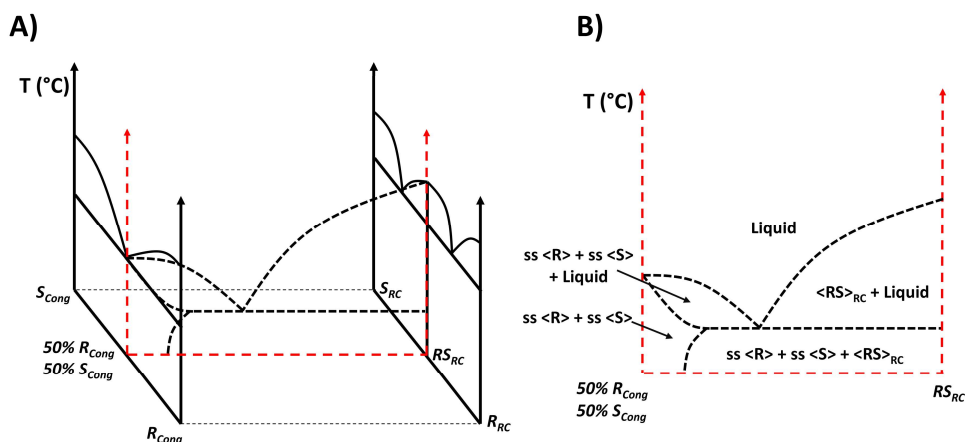 A)
T (°C)
S_Cong
50% R_Cong
50% S_Cong
R_Cong
S_RC
RS_RC
R_RC
B)
T (°C)
Liquid
ss <R> + ss <S>
+ Liquid
<RS>_RC + Liquid
ss <R> + ss <S>
ss <R> + ss <S> + <RS>_RC
50% R_Cong
50% S_Cong
RS_RC